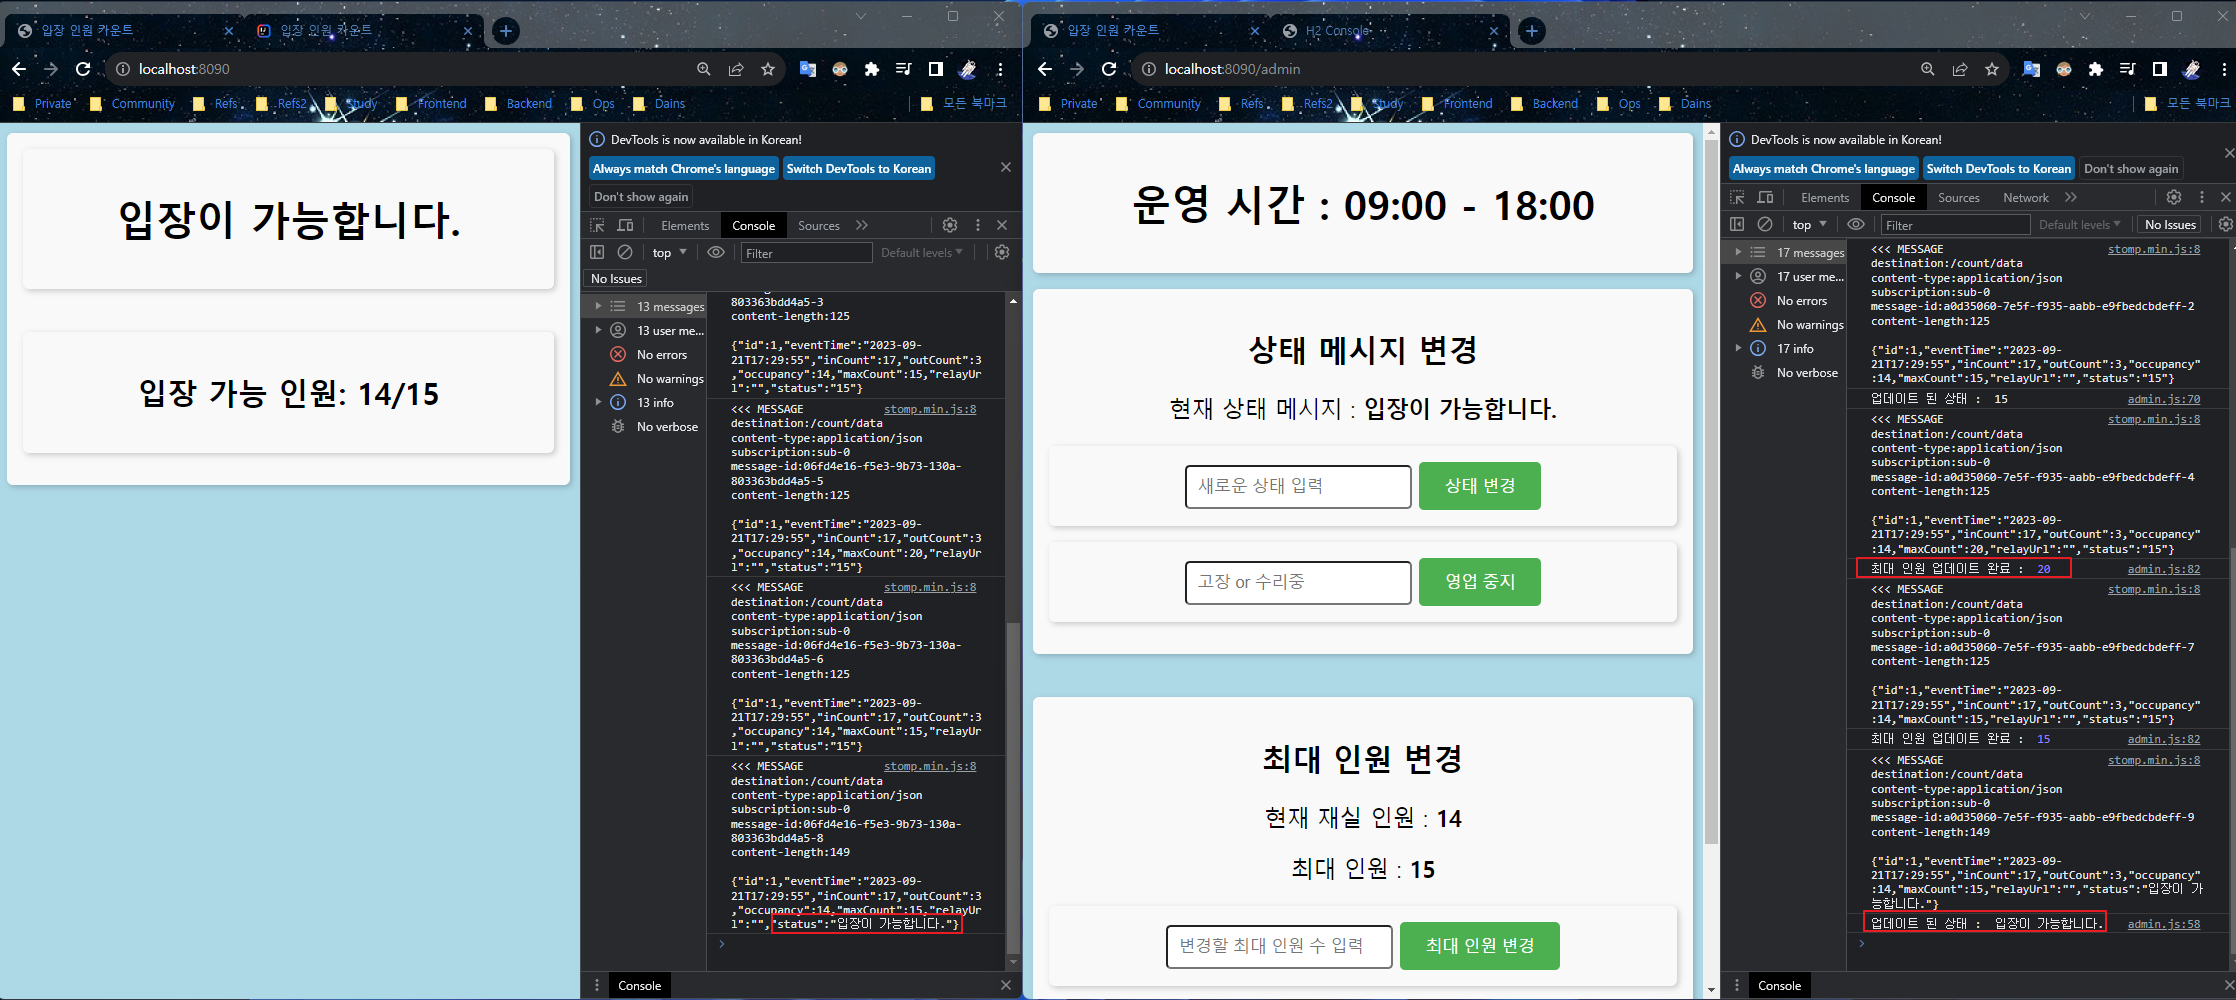 입장 인원 카운트
입장 인원 카운트
localhost:8090
Private Community Refs Refs2 Study Frontend Backend Ops Dains 모든 북마크
입장이 가능합니다.
입장 가능 인원: 14/15
DevTools is now available in Korean!
Always match Chrome's language Switch DevTools to Korean
Don't show again
Elements Console Sources
top Filter Default levels
No Issues
13 messages
13 user me...
No errors
No warnings
13 info
No verbose
803363bdd4a5-3
content-length:125
{"id":1,"eventTime":"2023-09-
21T17:29:55","inCount":17,"outCount":3
,"occupancy":14,"maxCount":15,"relayUr
l":"","status":"15"}
<<< MESSAGE stomp.min.js:8
destination:/count/data
content-type:application/json
subscription:sub-0
message-id:06fd4e16-f5e3-9b73-130a-
803363bdd4a5-5
content-length:125
{"id":1,"eventTime":"2023-09-
21T17:29:55","inCount":17,"outCount":3
,"occupancy":14,"maxCount":20,"relayUr
l":"","status":"15"}
<<< MESSAGE stomp.min.js:8
destination:/count/data
content-type:application/json
subscription:sub-0
message-id:06fd4e16-f5e3-9b73-130a-
803363bdd4a5-6
content-length:125
{"id":1,"eventTime":"2023-09-
21T17:29:55","inCount":17,"outCount":3
,"occupancy":14,"maxCount":15,"relayUr
l":"","status":"15"}
<<< MESSAGE stomp.min.js:8
destination:/count/data
content-type:application/json
subscription:sub-0
message-id:06fd4e16-f5e3-9b73-130a-
803363bdd4a5-8
content-length:149
{"id":1,"eventTime":"2023-09-
21T17:29:55","inCount":17,"outCount":3
,"occupancy":14,"maxCount":15,"relayUr
l":"","status":"입장이 가능합니다."}
Console
입장 인원 카운트
H2 Console
localhost:8090/admin
Private Community Refs Refs2 Study Frontend Backend Ops Dains 모든 북마크
운영 시간 : 09:00 - 18:00
상태 메시지 변경
현재 상태 메시지 : 입장이 가능합니다.
새로운 상태 입력 상태 변경
고장 or 수리중 영업 중지
최대 인원 변경
현재 재실 인원 : 14
최대 인원 : 15
변경할 최대 인원 수 입력 최대 인원 변경
DevTools is now available in Korean!
Always match Chrome's language Switch DevTools to Korean Don't show again
Elements Console Sources Network
top Filter Default levels No Issues
17 messages
17 user me...
No errors
No warnings
17 info
No verbose
<<< MESSAGE stomp.min.js:8
destination:/count/data
content-type:application/json
subscription:sub-0
message-id:a0d35060-7e5f-f935-aabb-e9fbedcbdeff-2
content-length:125
{"id":1,"eventTime":"2023-09-
21T17:29:55","inCount":17,"outCount":3,"occupancy"
:14,"maxCount":15,"relayUrl":"","status":"15"}
업데이트 된 상태 : 15 admin.js:70
<<< MESSAGE stomp.min.js:8
destination:/count/data
content-type:application/json
subscription:sub-0
message-id:a0d35060-7e5f-f935-aabb-e9fbedcbdeff-4
content-length:125
{"id":1,"eventTime":"2023-09-
21T17:29:55","inCount":17,"outCount":3,"occupancy"
:14,"maxCount":20,"relayUrl":"","status":"15"}
최대 인원 업데이트 완료 : 20 admin.js:82
<<< MESSAGE stomp.min.js:8
destination:/count/data
content-type:application/json
subscription:sub-0
message-id:a0d35060-7e5f-f935-aabb-e9fbedcbdeff-7
content-length:125
{"id":1,"eventTime":"2023-09-
21T17:29:55","inCount":17,"outCount":3,"occupancy"
:14,"maxCount":15,"relayUrl":"","status":"15"}
최대 인원 업데이트 완료 : 15 admin.js:82
<<< MESSAGE stomp.min.js:8
destination:/count/data
content-type:application/json
subscription:sub-0
message-id:a0d35060-7e5f-f935-aabb-e9fbedcbdeff-9
content-length:149
{"id":1,"eventTime":"2023-09-
21T17:29:55","inCount":17,"outCount":3,"occupancy"
:14,"maxCount":15,"relayUrl":"","status":"입장이 가
능합니다."}
업데이트 된 상태 : 입장이 가능합니다. admin.js:58
Console